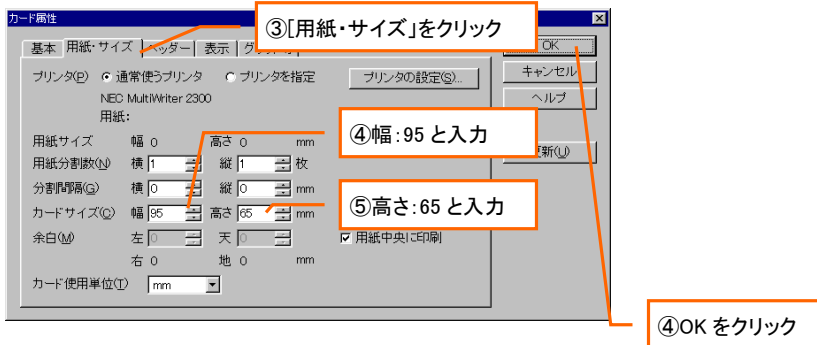 カード属性
③[用紙・サイズ」をクリック
基本 用紙・サイズ ヘッダー 表示
OK
プリンタ(P) 通常使うプリンタ プリンタを指定 プリンタの設定(S)...
キャンセル
NEC MultiWriter 2300
ヘルプ
用紙:
④幅:95 と入力
用紙サイズ 幅 0 高さ 0 mm
更新(U)
用紙分割数(N) 横 1 縦 1 枚
分割間隔(G) 横 0 縦 0 mm
⑤高さ:65 と入力
カードサイズ(C) 幅 95 高さ 65 mm
余白(M) 左 0 天 0 用紙中央に印刷
右 0 地 0 mm
カード使用単位(T) mm
④OK をクリック